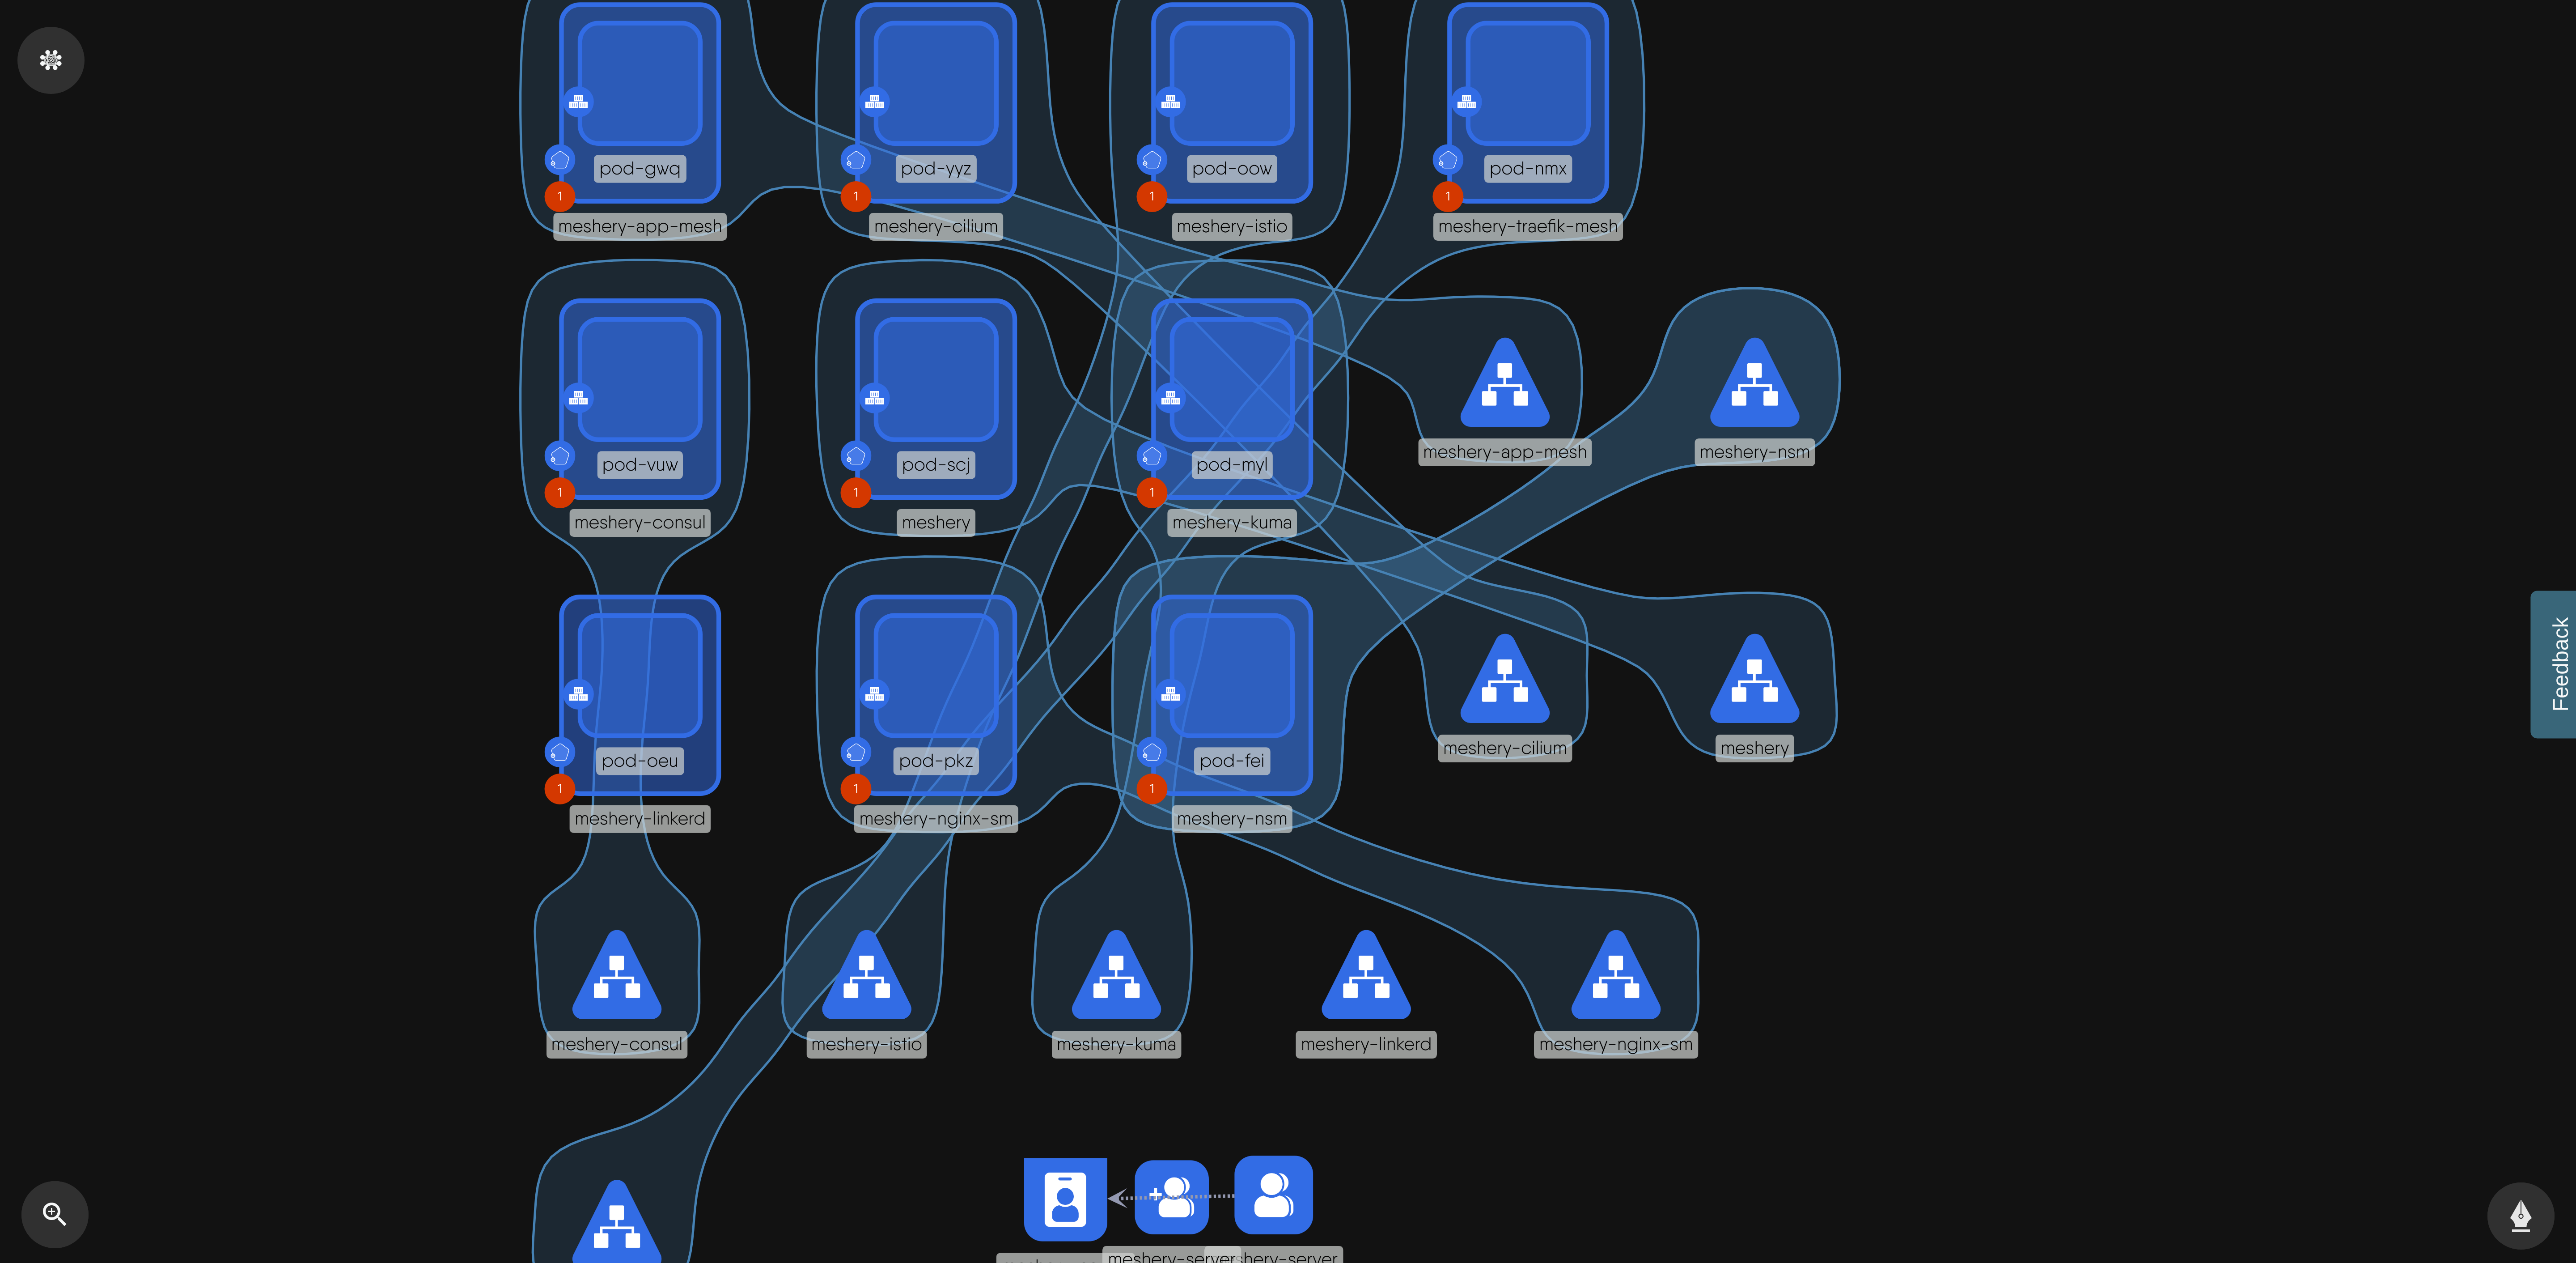 pod-gwq
pod-yyz
pod-oow
pod-nmx
1
1
1
1
meshery-app-mesh
meshery-cilium
meshery-istio
meshery-traefik-mesh
pod-vuw
pod-scj
pod-myl
meshery-app-mesh
meshery-nsm
1
1
1
meshery-consul
meshery
meshery-kuma
Feedback
pod-oeu
pod-pkz
pod-fei
meshery-cilium
meshery
1
1
1
meshery-linkerd
meshery-nginx-sm
meshery-nsm
meshery-consul
meshery-istio
meshery-kuma
meshery-linkerd
meshery-nginx-sm
meshery-server